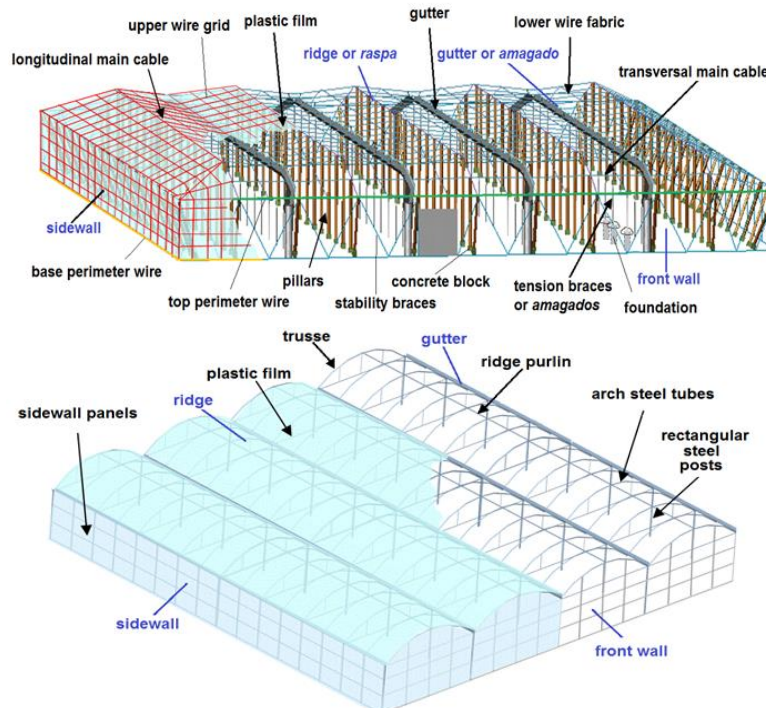 upper wire grid
plastic film
gutter
lower wire fabric
longitudinal main cable
ridge or raspa
gutter or amagado
transversal main cable
sidewall
base perimeter wire
top perimeter wire
pillars
stability braces
concrete block
tension braces
or amagados
foundation
front wall
trusse
gutter
plastic film
ridge purlin
sidewall panels
ridge
arch steel tubes
rectangular
steel
posts
sidewall
front wall